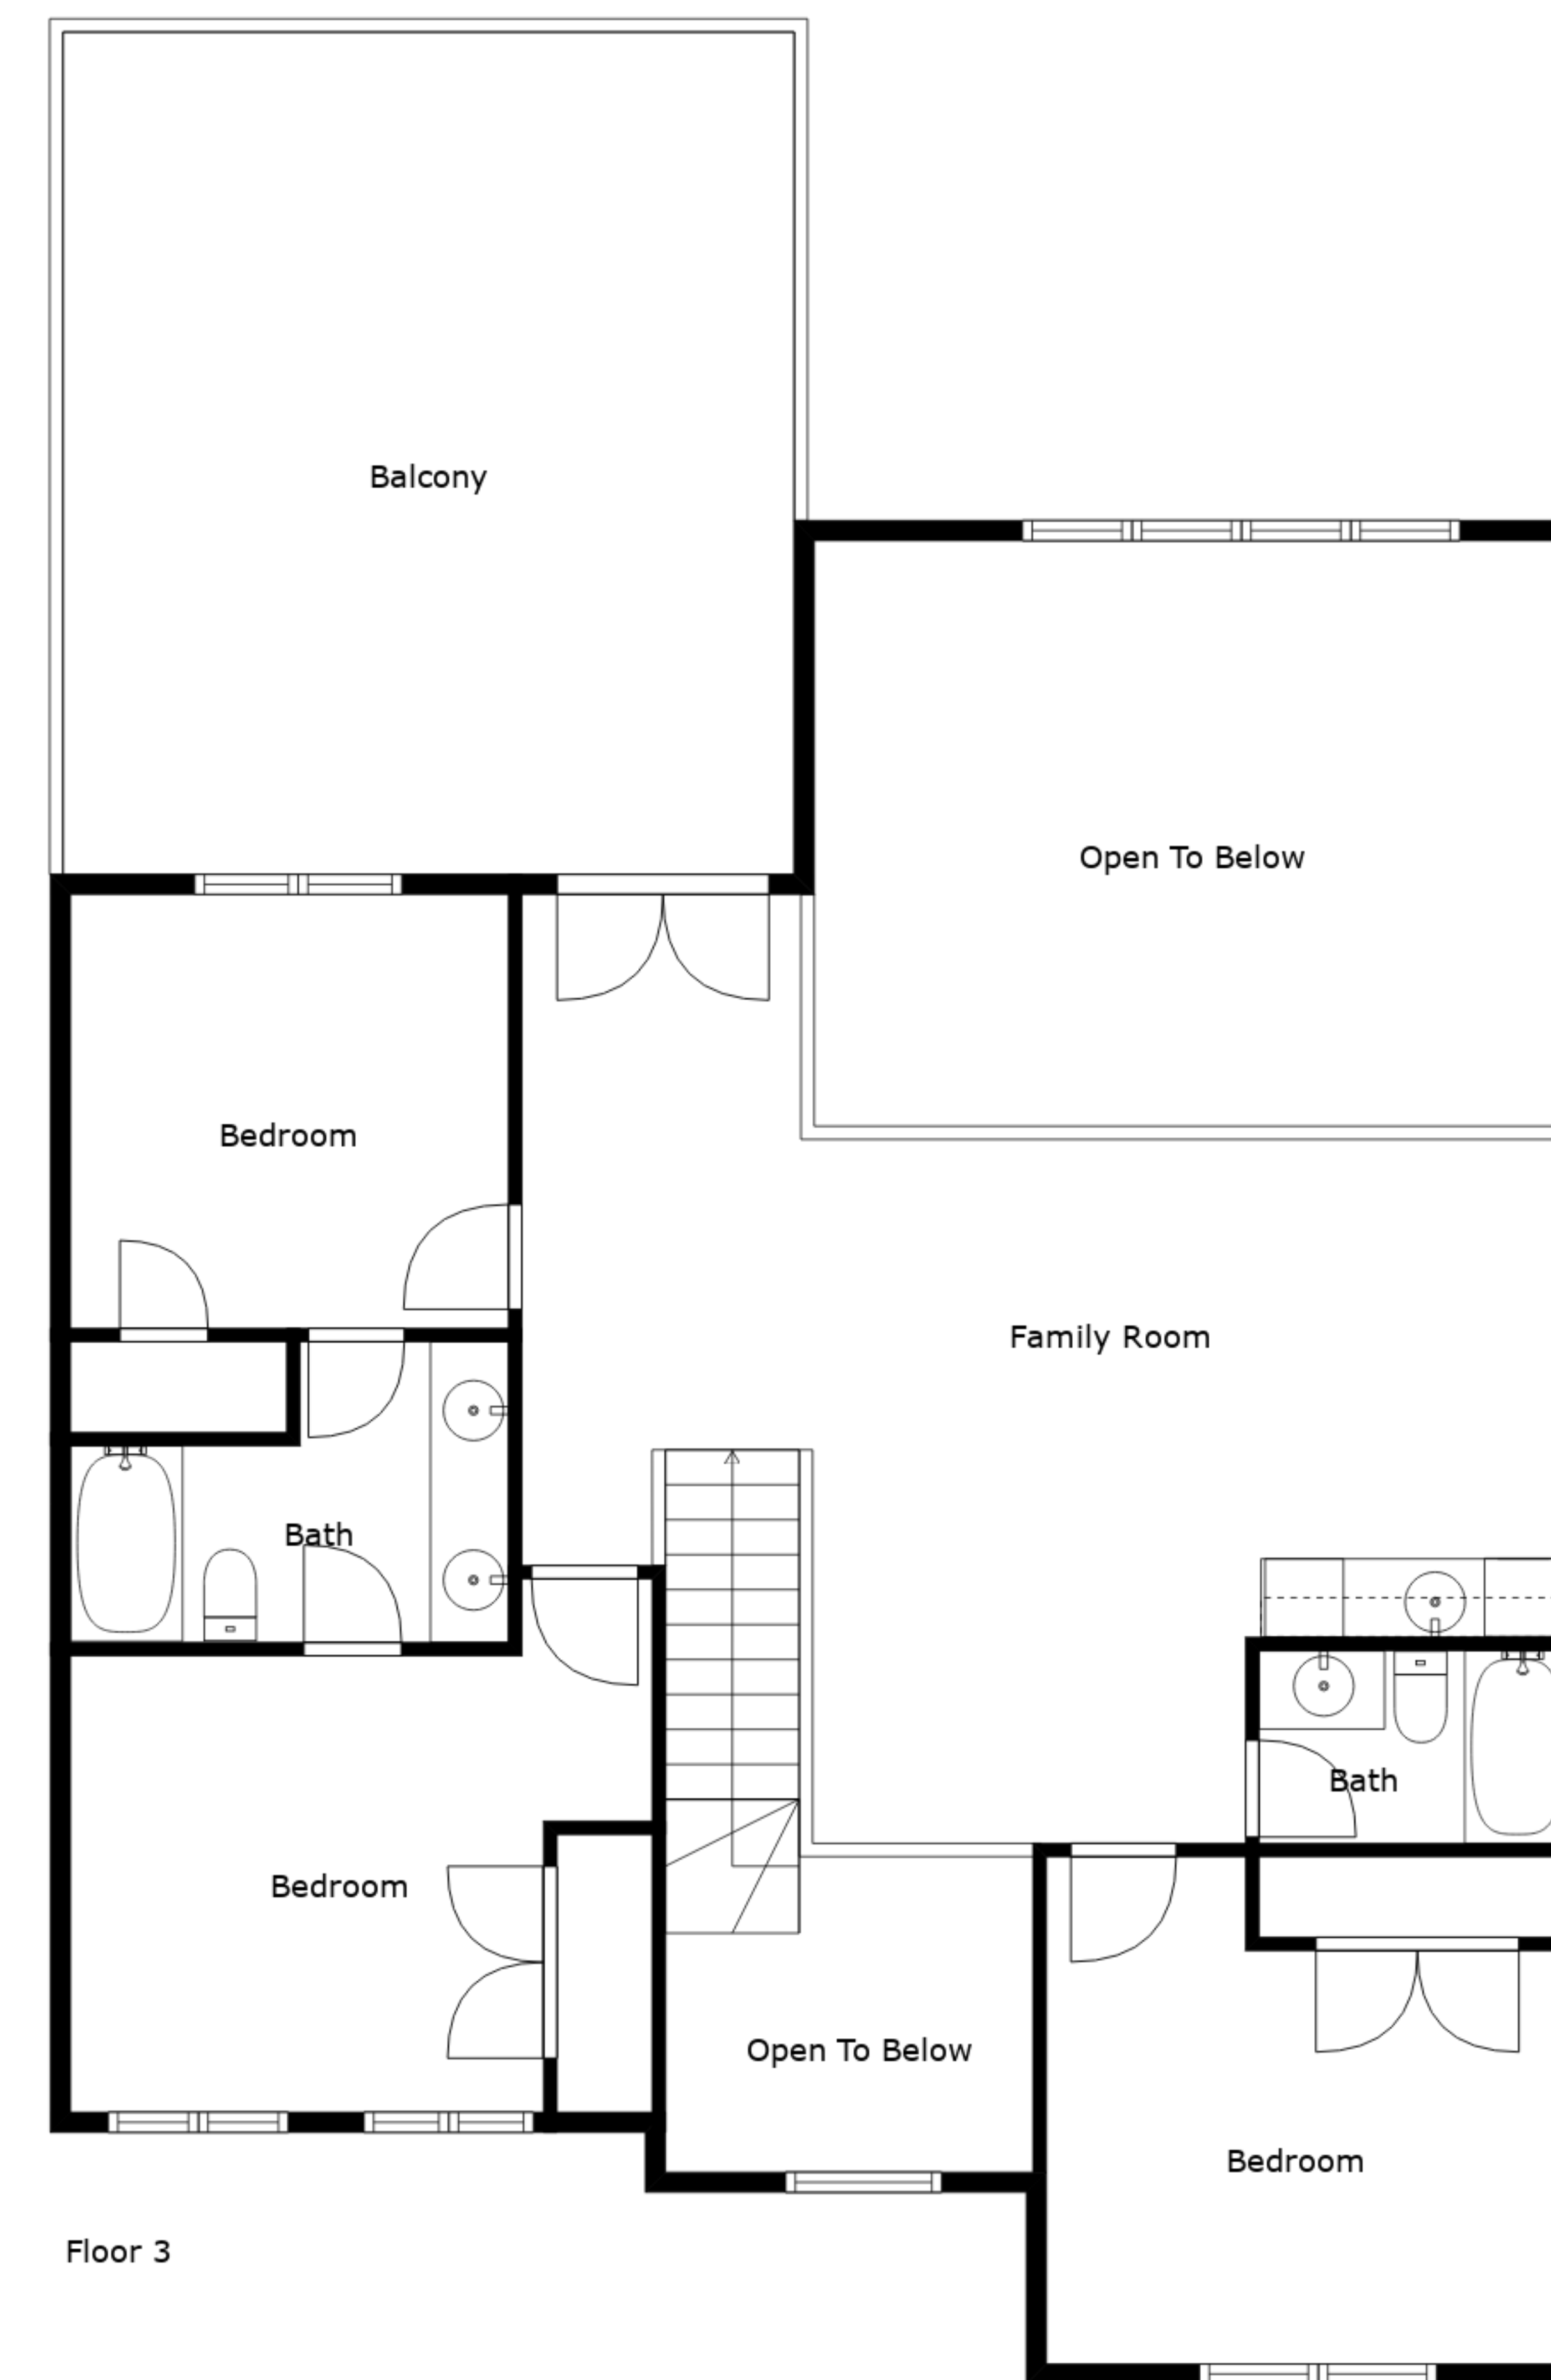 Balcony
Open To Below
Bedroom
Family Room
Bath
Bath
Bedroom
Open To Below
Bedroom
Floor 3